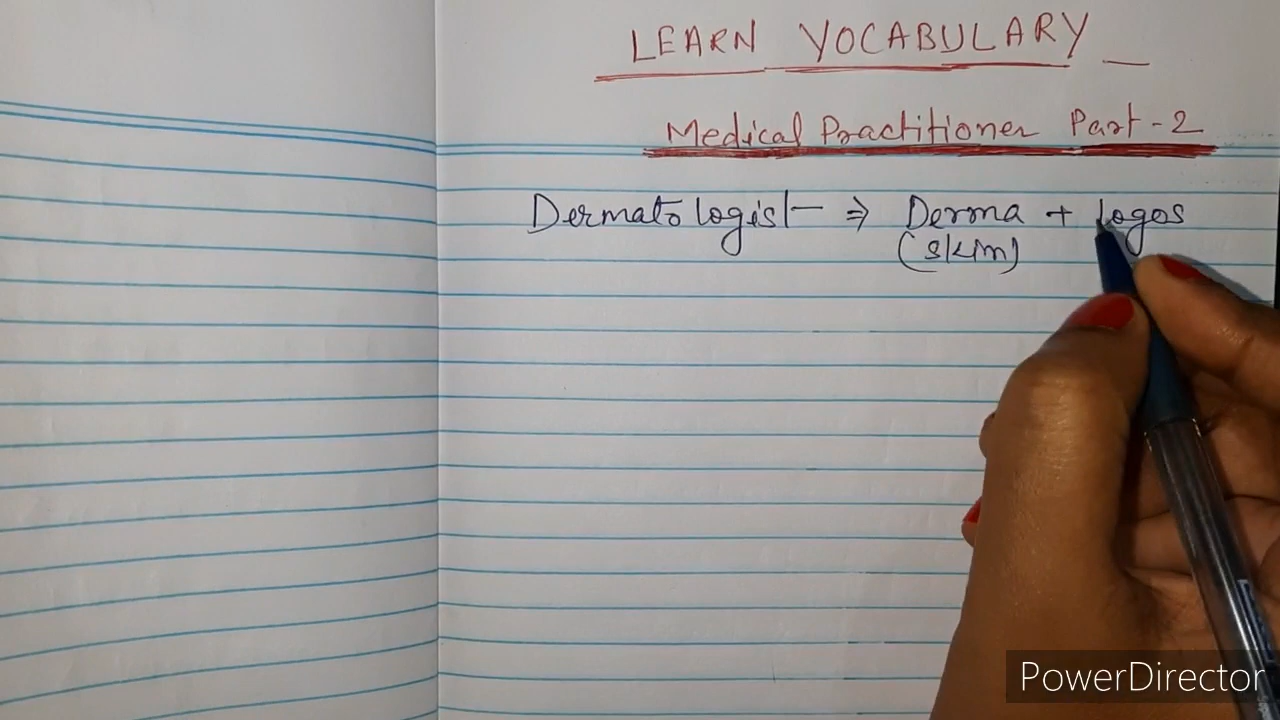 LEARN VOCABULARY
Medical Practitioner Part-2
Dermatologist ⇒ Derma + Logos
(Skin)
PowerDirector